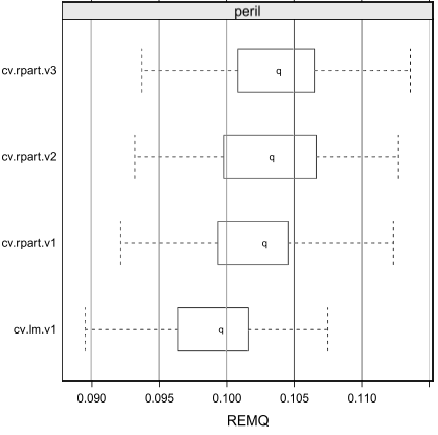 peril
cv.rpart.v3
q
cv.rpart.v2
q
cv.rpart.v1
q
cv.lm.v1
q
0.090 0.095 0.100 0.105 0.110
REMQ